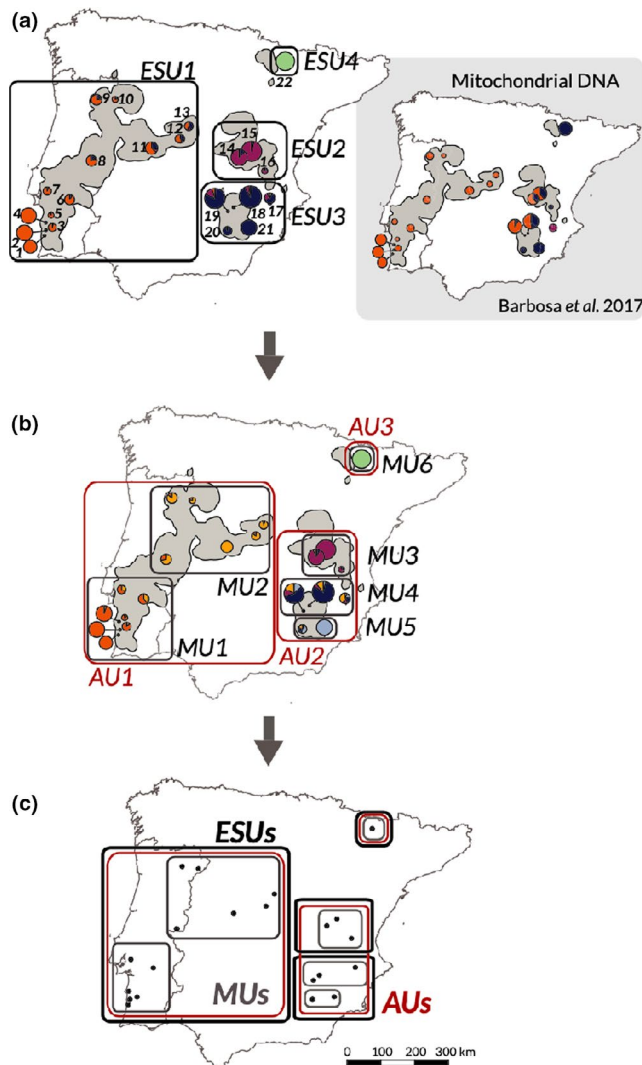 (a)
ESU1
ESU4
22
Mitochondrial DNA
9 10
13
12
15
ESU2
11
14
16
8
7
6
4
5
3
2
1
ESU3
19 18 17
20 21
Barbosa et al. 2017
(b)
AU3
MU6
MU3
MU2
MU4
MU5
MU1
AU1
AU2
(c)
ESUs
MUs
AUs
0 100 200 300 km